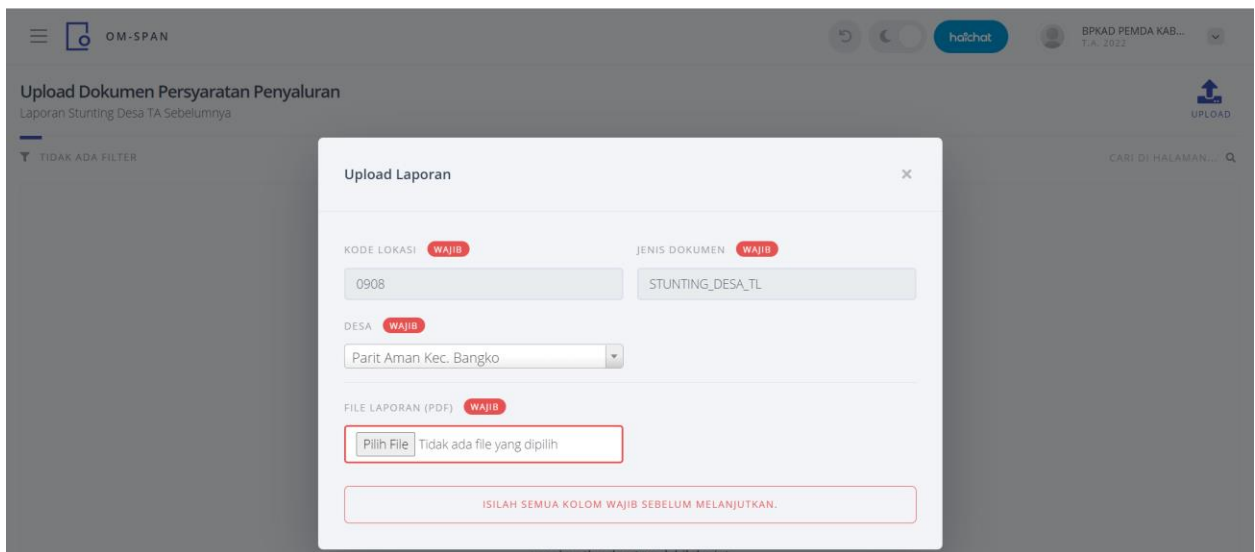 OM-SPAN
haîchat
BPKAD PEMDA KAB...
T.A. 2022
Upload Dokumen Persyaratan Penyaluran
Laporan Stunting Desa TA Sebelumnya
UPLOAD
TIDAK ADA FILTER
CARI DI HALAMAN...
Upload Laporan
KODE LOKASI WAJIB
JENIS DOKUMEN WAJIB
0908
STUNTING_DESA_TL
DESA WAJIB
Parit Aman Kec. Bangko
FILE LAPORAN (PDF) WAJIB
Pilih File Tidak ada file yang dipilih
ISILAH SEMUA KOLOM WAJIB SEBELUM MELANJUTKAN.